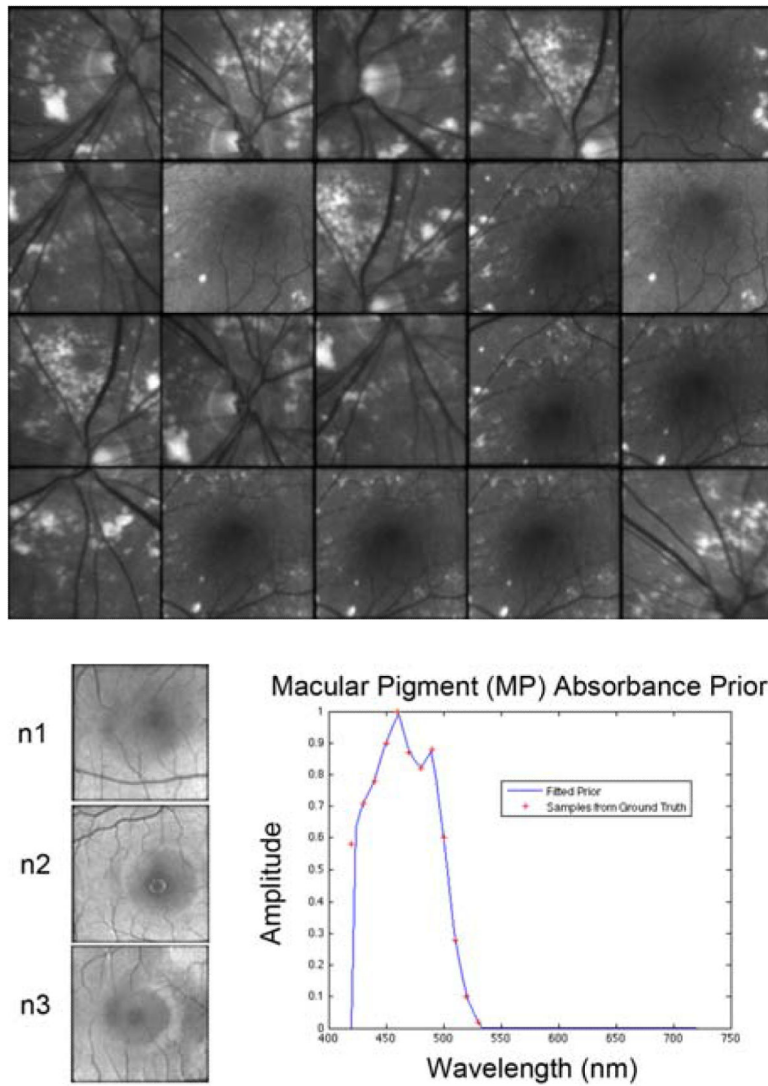 n1
n2
n3
Macular Pigment (MP) Absorbance Prior
Amplitude
1
0.9
0.8
0.7
0.6
0.5
0.4
0.3
0.2
0.1
0
Fitted Prior
Samples from Ground Truth
400 450 500 550 600 650 700 750
Wavelength (nm)